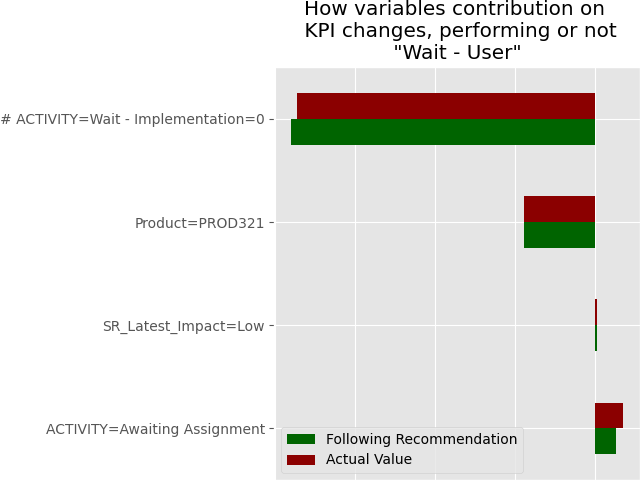 How variables contribution on
KPI changes, performing or not
"Wait - User"
# ACTIVITY=Wait - Implementation=0
Product=PROD321
SR_Latest_Impact=Low
ACTIVITY=Awaiting Assignment
Following Recommendation
Actual Value